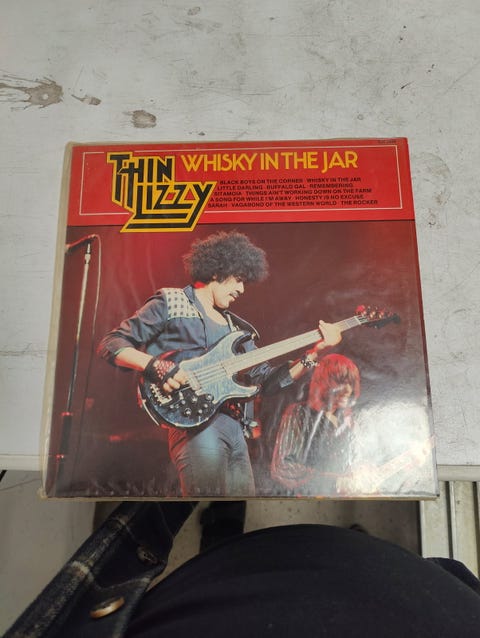 THIN LIZZY
WHISKY IN THE JAR
BLACK BOYS ON THE CORNER · WHISKY IN THE JAR
LITTLE DARLING · BUFFALO GAL · REMEMBERING
SITAMOIA · THINGS AIN'T WORKING DOWN ON THE FARM
A SONG FOR WHILE I'M AWAY · HONESTY IS NO EXCUSE
SARAH · VAGABOND OF THE WESTERN WORLD · THE ROCKER